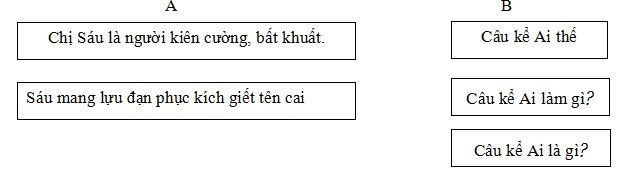 A B
Chị Sáu là người kiên cường, bất khuất. Câu kể Ai thế
Sáu mang lựu đạn phục kích giết tên cai Câu kể Ai làm gì?
Câu kể Ai là gì?